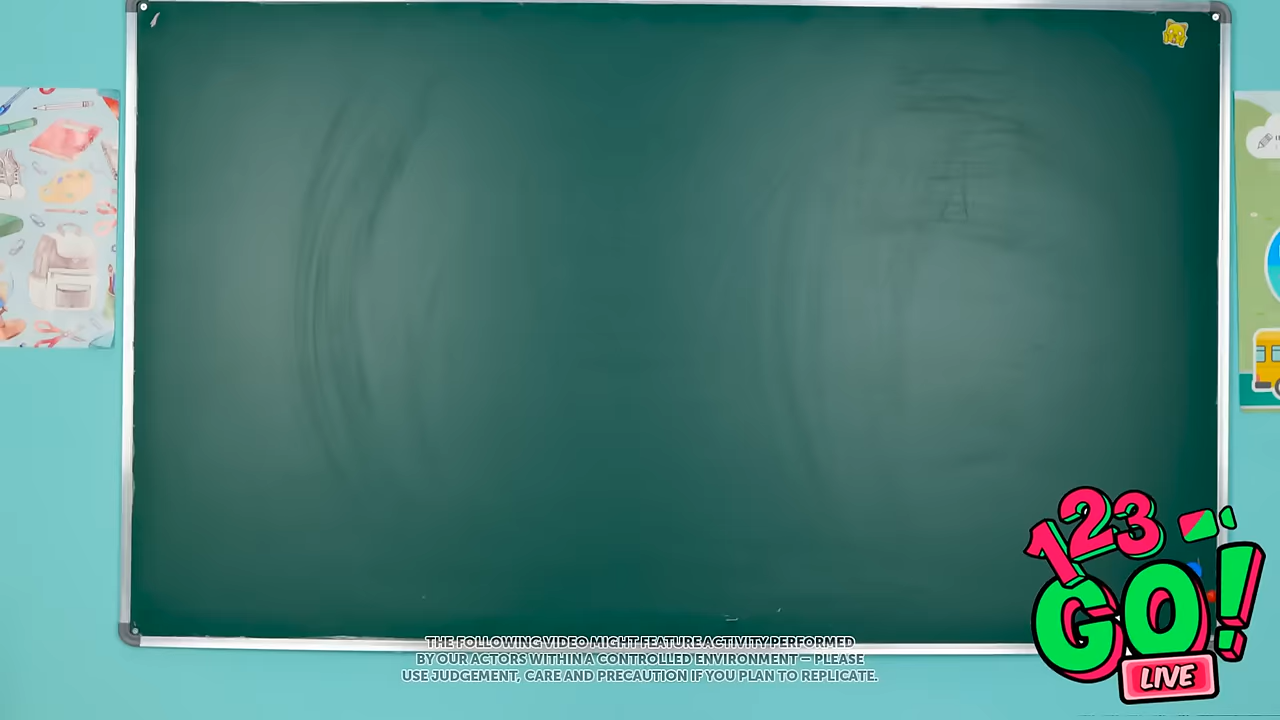 THE FOLLOWING VIDEO MIGHT FEATURE ACTIVITY PERFORMED
BY OUR ACTORS WITHIN A CONTROLLED ENVIRONMENT – PLEASE
USE JUDGEMENT, CARE AND PRECAUTION IF YOU PLAN TO REPLICATE.
123
GO!
LIVE